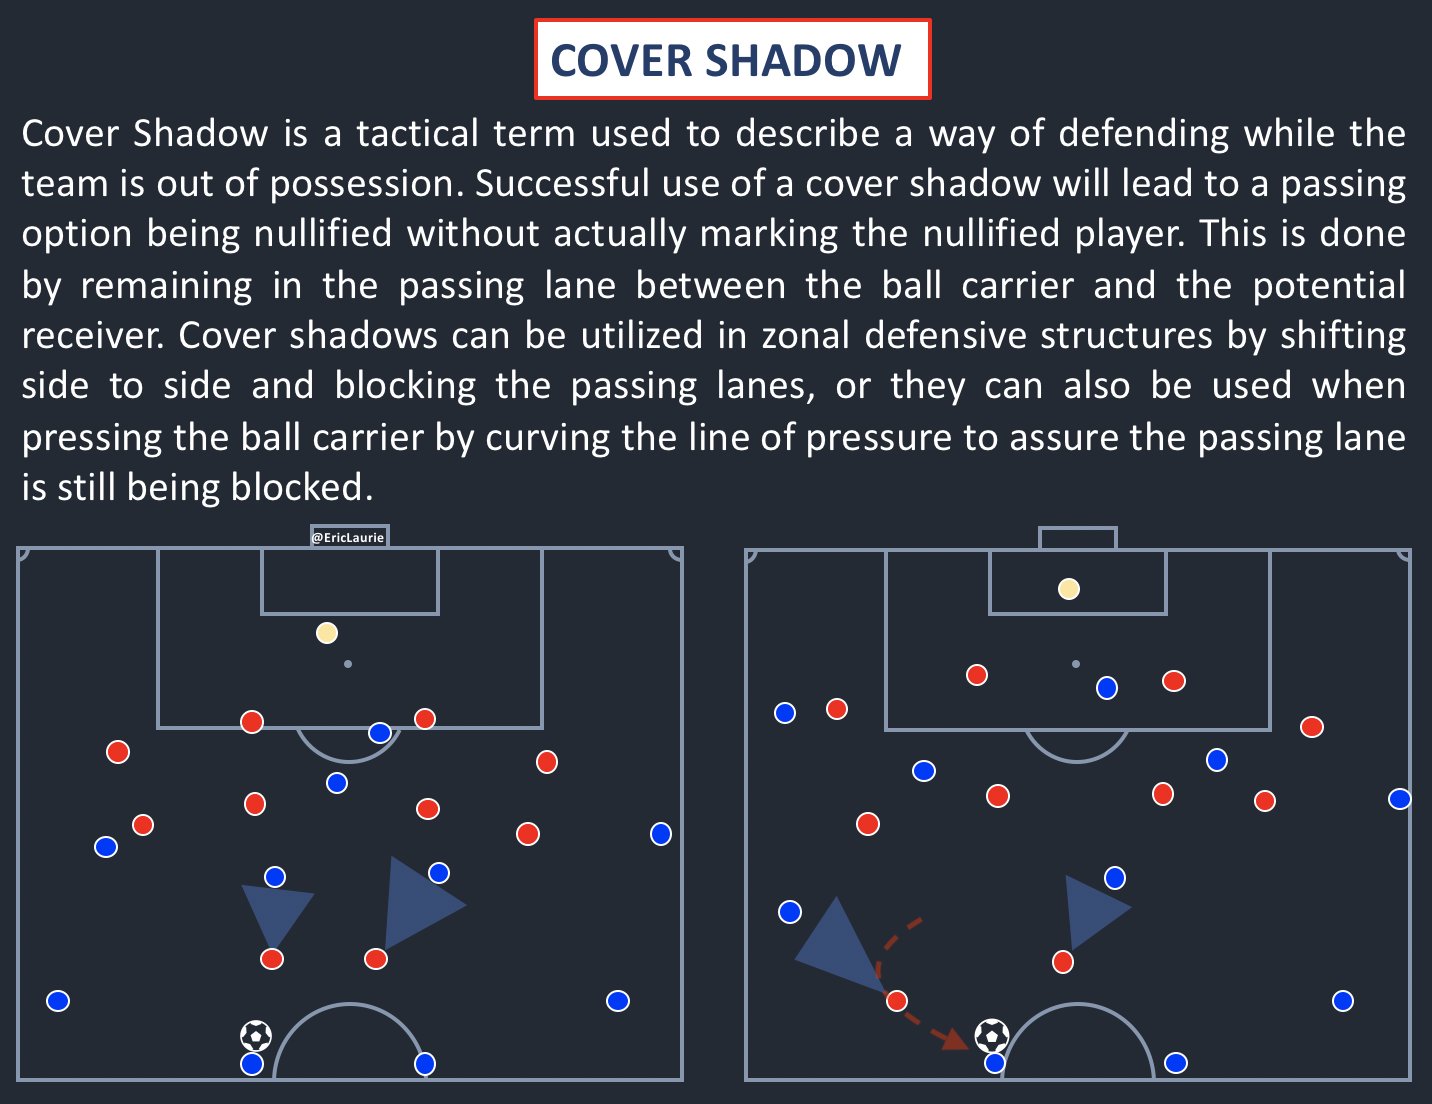 COVER SHADOW
Cover Shadow is a tactical term used to describe a way of defending while the
team is out of possession. Successful use of a cover shadow will lead to a passing
option being nullified without actually marking the nullified player. This is done
by remaining in the passing lane between the ball carrier and the potential
receiver. Cover shadows can be utilized in zonal defensive structures by shifting
side to side and blocking the passing lanes, or they can also be used when
pressing the ball carrier by curving the line of pressure to assure the passing lane
is still being blocked.
@EricLaurie